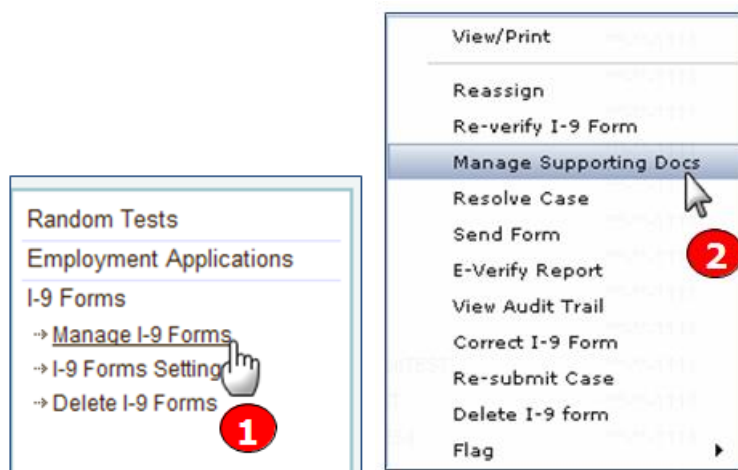 Random Tests
Employment Applications
I-9 Forms
Manage I-9 Forms
I-9 Forms Setting
Delete I-9 Forms
1
View/Print
Reassign
Re-verify I-9 Form
Manage Supporting Docs
Resolve Case
Send Form
E-Verify Report
View Audit Trail
Correct I-9 Form
Re-submit Case
Delete I-9 form
Flag
2